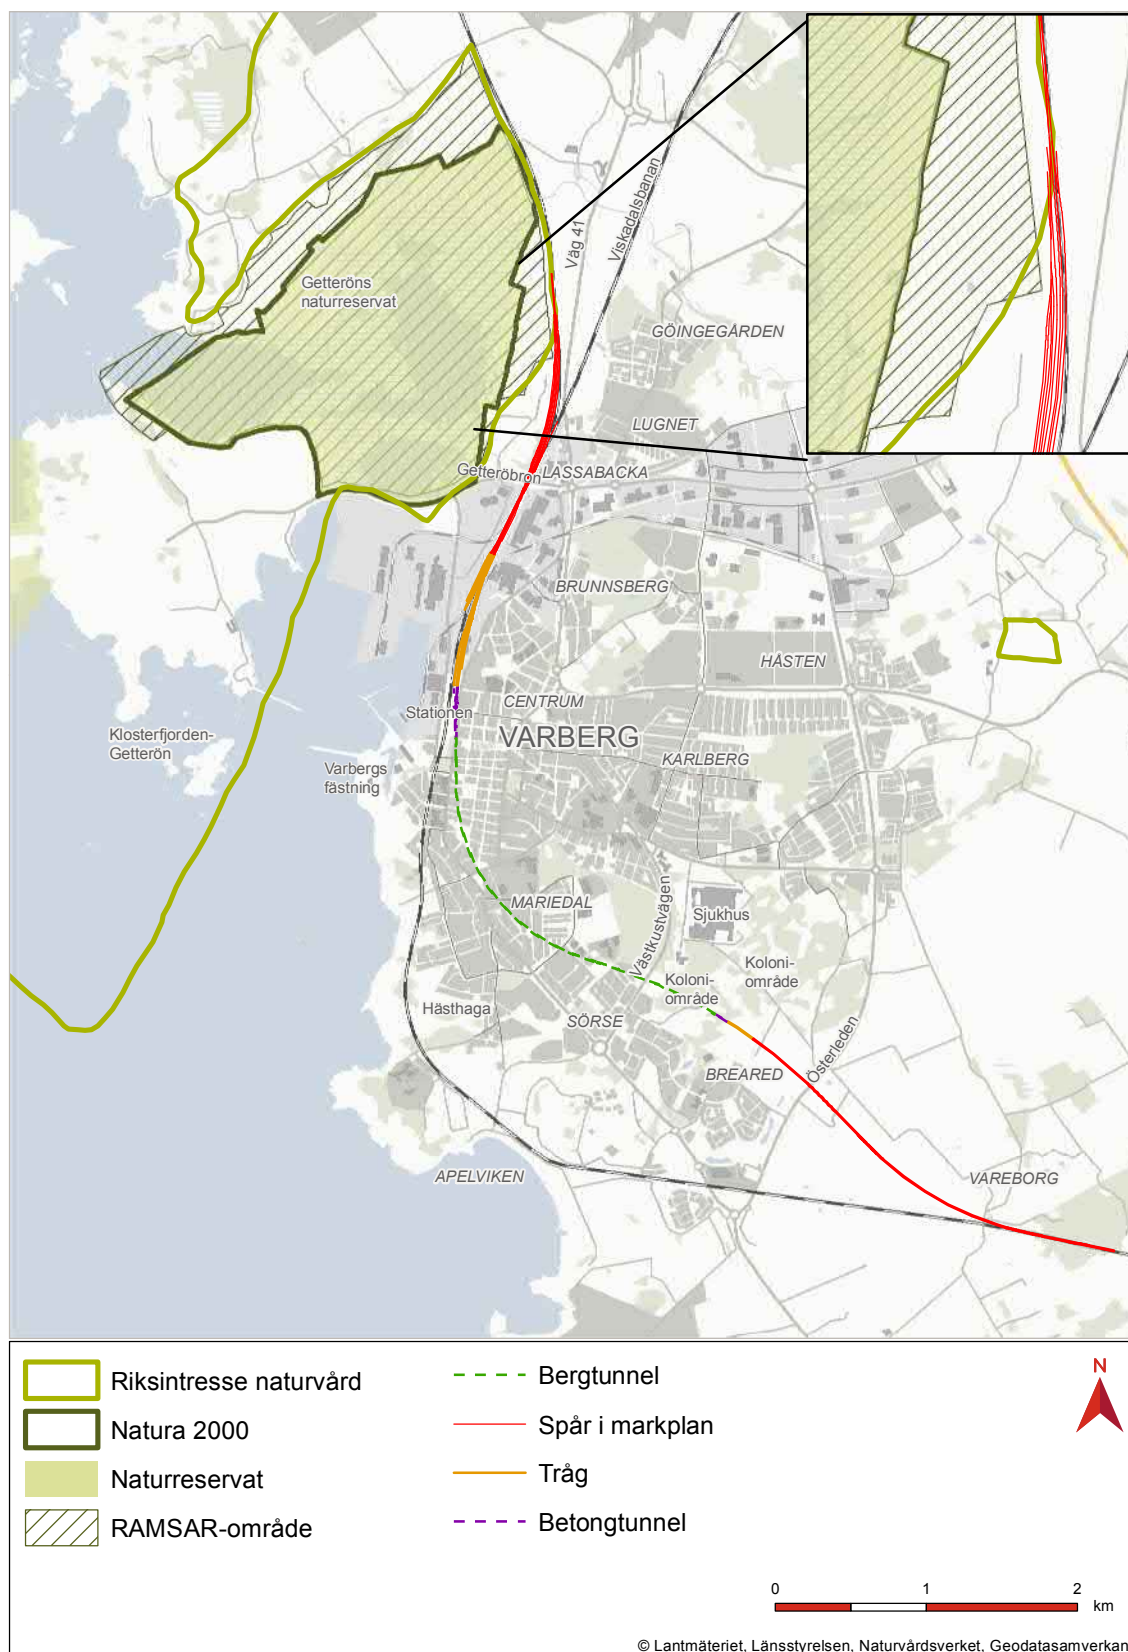 Viskadalsbanan
Väg 41
Getteröns
naturreservat
GÖINGEGÅRDEN
LUGNET
Getteröbron
LASSABACKA
BRUNNSBERG
HÅSTEN
CENTRUM
Stationen
VARBERG
Klosterfjorden-
Getterön
KARLBERG
Varbergs
fästning
MARIEDAL
Västkustvägen
Sjukhus
Koloni-
område
Koloni-
område
Hästhaga
SÖRSE
Österleden
BREARED
APELVIKEN
VAREBORG
Riksintresse naturvård
Natura 2000
Naturreservat
RAMSAR-område
Bergtunnel
Spår i markplan
Tråg
Betongtunnel
N
0 1 2
km
© Lantmäteriet, Länsstyrelsen, Naturvårdsverket, Geodatasamverkan